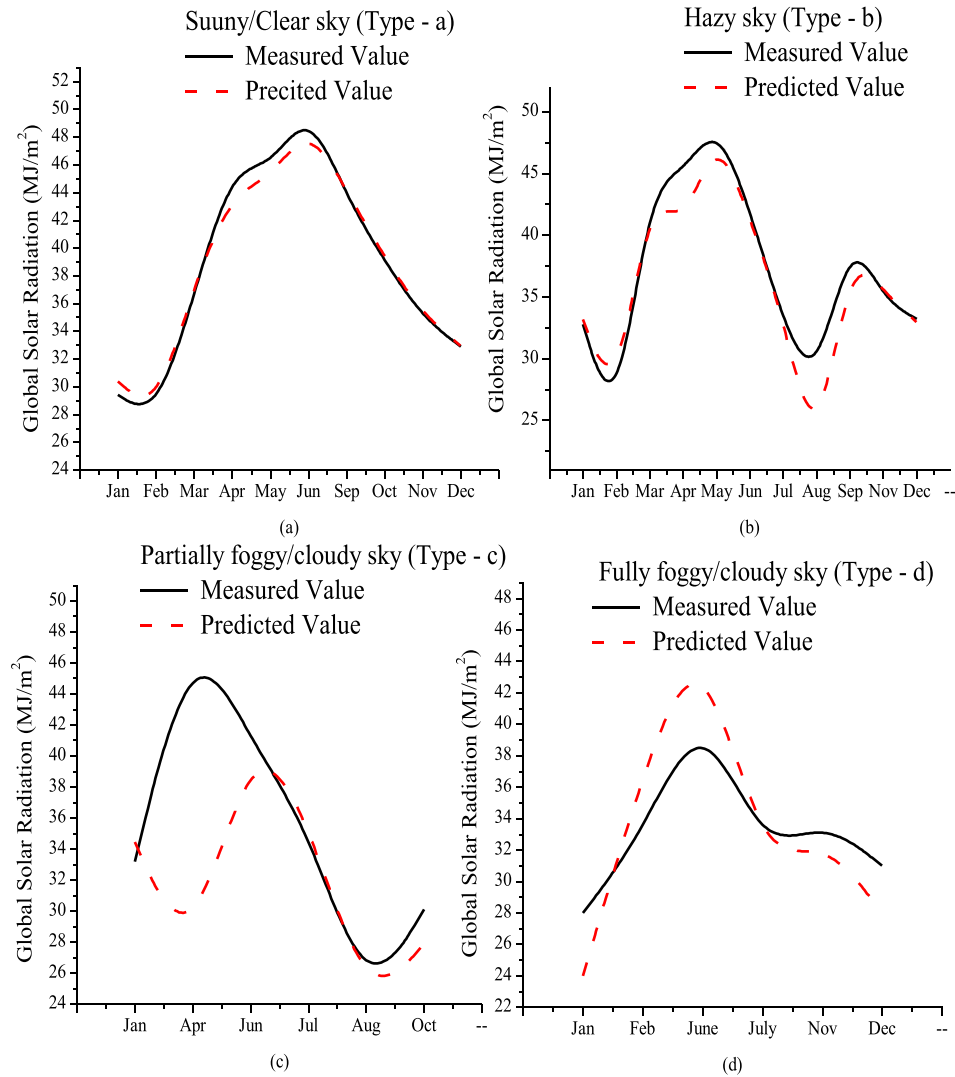 Suuny/Clear sky (Type - a)
Measured Value
Precited Value
Global Solar Radiation (MJ/m²)
52
50
48
46
44
42
40
38
36
34
32
30
28
26
24
Jan Feb Mar Apr May Jun Sep Oct Nov Dec
(a)
Hazy sky (Type - b)
Measured Value
Predicted Value
Global Solar Radiation (MJ/m²)
50
45
40
35
30
25
Jan Feb Mar Apr May Jun Jul Aug Sep Nov Dec --
(b)
Partially foggy/cloudy sky (Type - c)
Measured Value
Predicted Value
Global Solar Radiation (MJ/m²)
50
48
46
44
42
40
38
36
34
32
30
28
26
24
Jan Apr Jun Jul Aug Oct --
(c)
Fully foggy/cloudy sky (Type - d)
Measured Value
Predicted Value
Global Solar Radiation (MJ/m²)
48
46
44
42
40
38
36
34
32
30
28
26
24
22
Jan Feb June July Nov Dec --
(d)